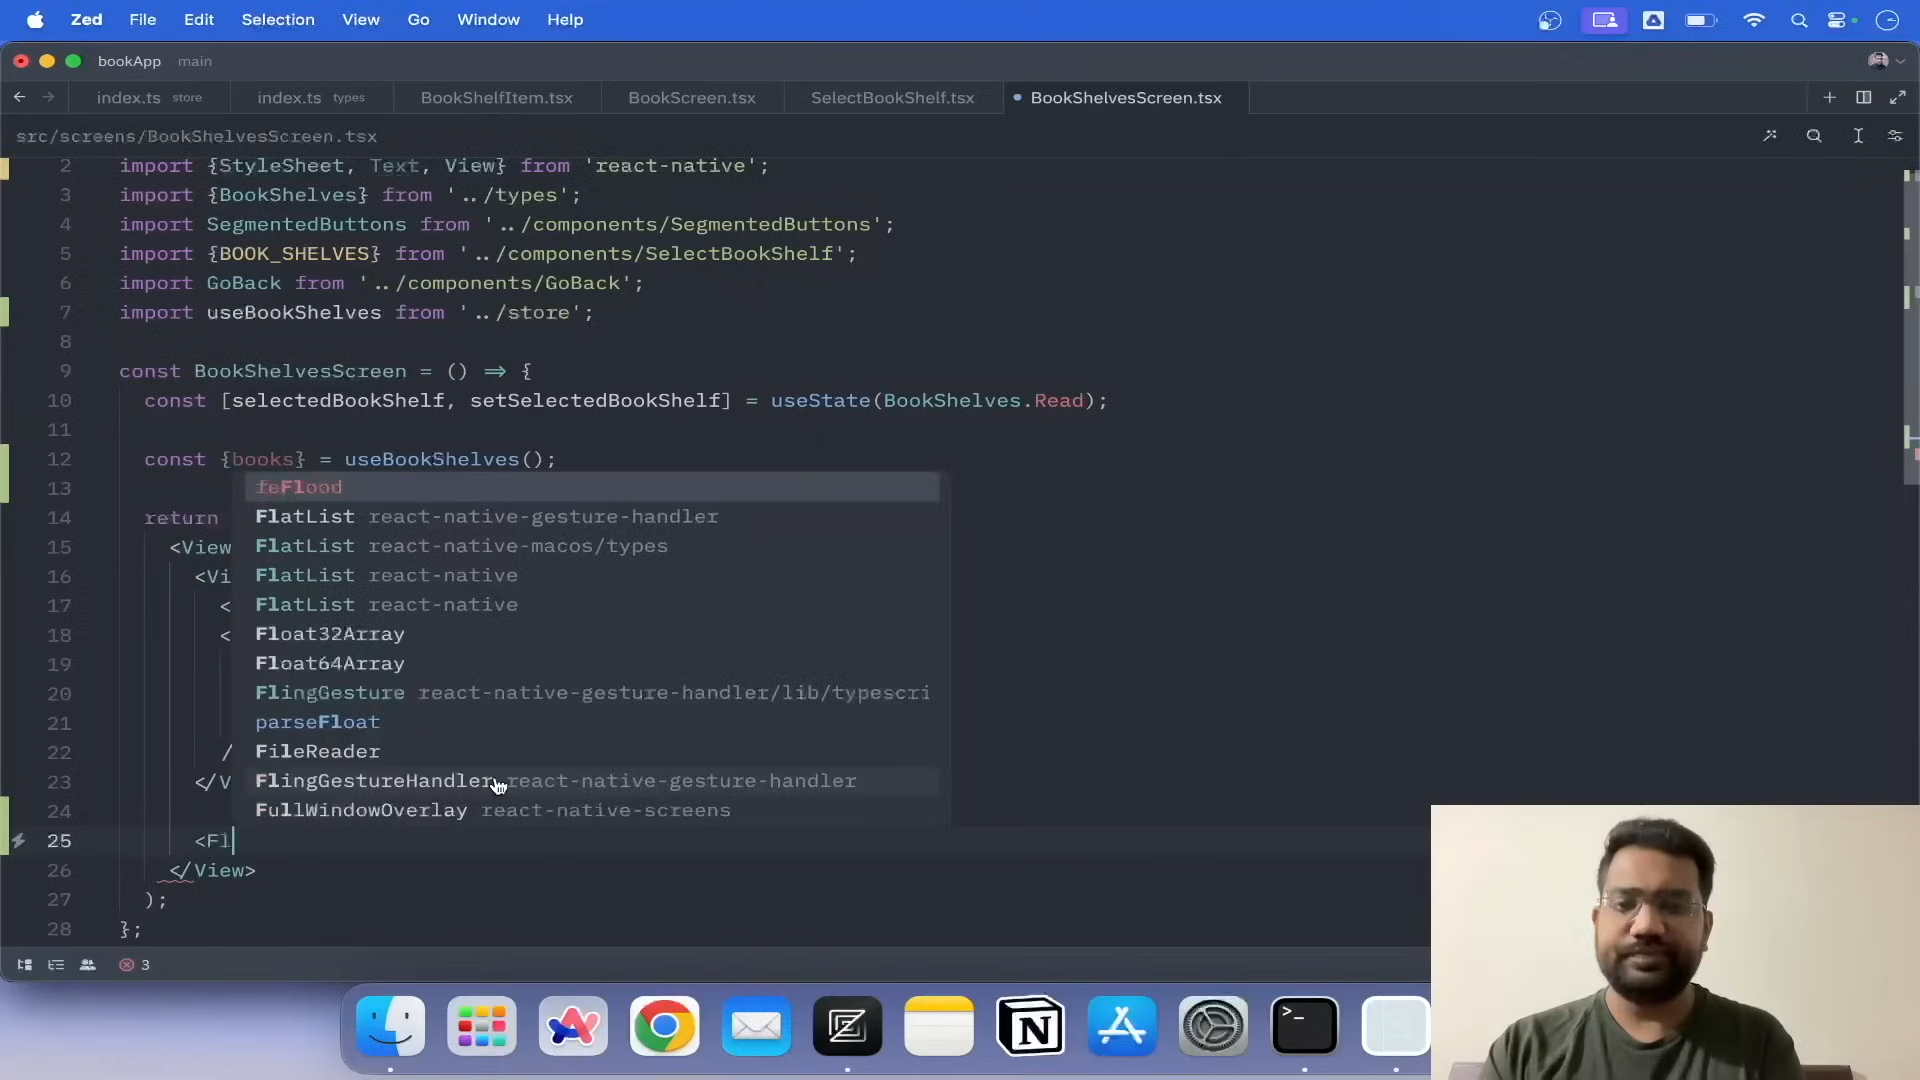 Zed File Edit Selection View Go Window Help
bookApp main
index.ts store index.ts types BookShelfItem.tsx BookScreen.tsx SelectBookShelf.tsx BookShelvesScreen.tsx
src/screens/BookShelvesScreen.tsx
2 import {StyleSheet, Text, View} from 'react-native';
3 import {BookShelves} from '../types';
4 import SegmentedButtons from '../components/SegmentedButtons';
5 import {BOOK_SHELVES} from '../components/SelectBookShelf';
6 import GoBack from '../components/GoBack';
7 import useBookShelves from '../store';
8
9 const BookShelvesScreen = () => {
10 const [selectedBookShelf, setSelectedBookShelf] = useState(BookShelves.Read);
11
12 const {books} = useBookShelves();
13 feFlood
FlatList react-native-gesture-handler
14 return
FlatList react-native-macos/types
15 <View
16 <Vi FlatList react-native
17 < FlatList react-native
18 < Float32Array
19 Float64Array
20 FlingGesture react-native-gesture-handler/lib/typescri
21 parseFloat
22 / FileReader
23 </V FlingGestureHandler react-native-gesture-handler
24 FullWindowOverlay react-native-screens
25 <Fl
26 </View>
27 );
28 };
3